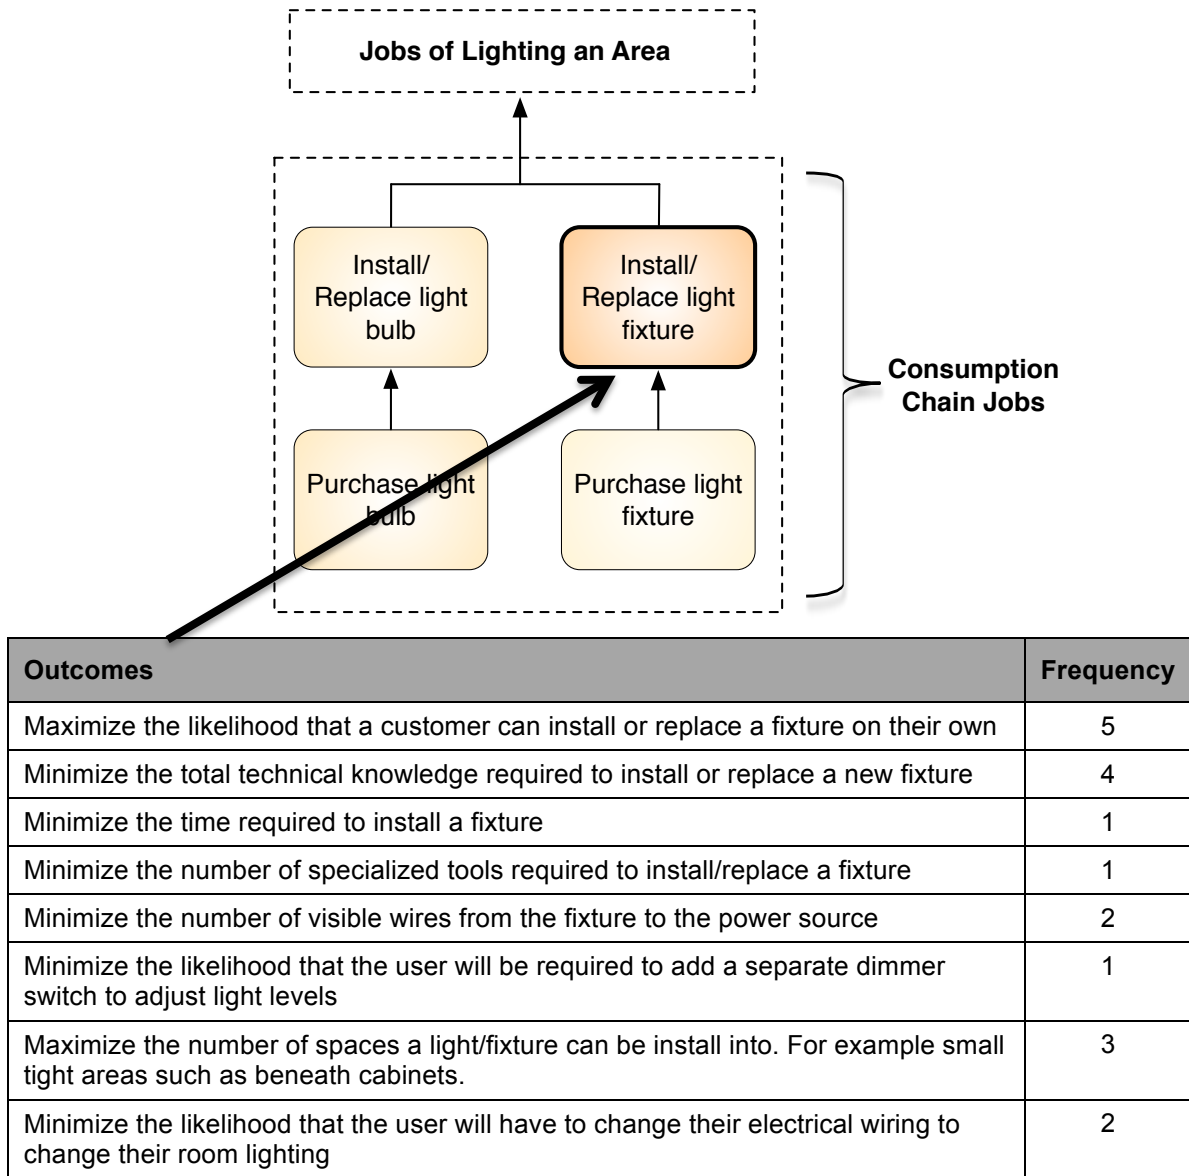 Jobs of Lighting an Area
Install/
Replace light
bulb
Install/
Replace light
fixture
Consumption
Chain Jobs
Purchase light
bulb
Purchase light
fixture
Outcomes Frequency
Maximize the likelihood that a customer can install or replace a fixture on their own 5
Minimize the total technical knowledge required to install or replace a new fixture 4
Minimize the time required to install a fixture 1
Minimize the number of specialized tools required to install/replace a fixture 1
Minimize the number of visible wires from the fixture to the power source 2
Minimize the likelihood that the user will be required to add a separate dimmer 1
switch to adjust light levels
Maximize the number of spaces a light/fixture can be install into. For example small 3
tight areas such as beneath cabinets.
Minimize the likelihood that the user will have to change their electrical wiring to 2
change their room lighting